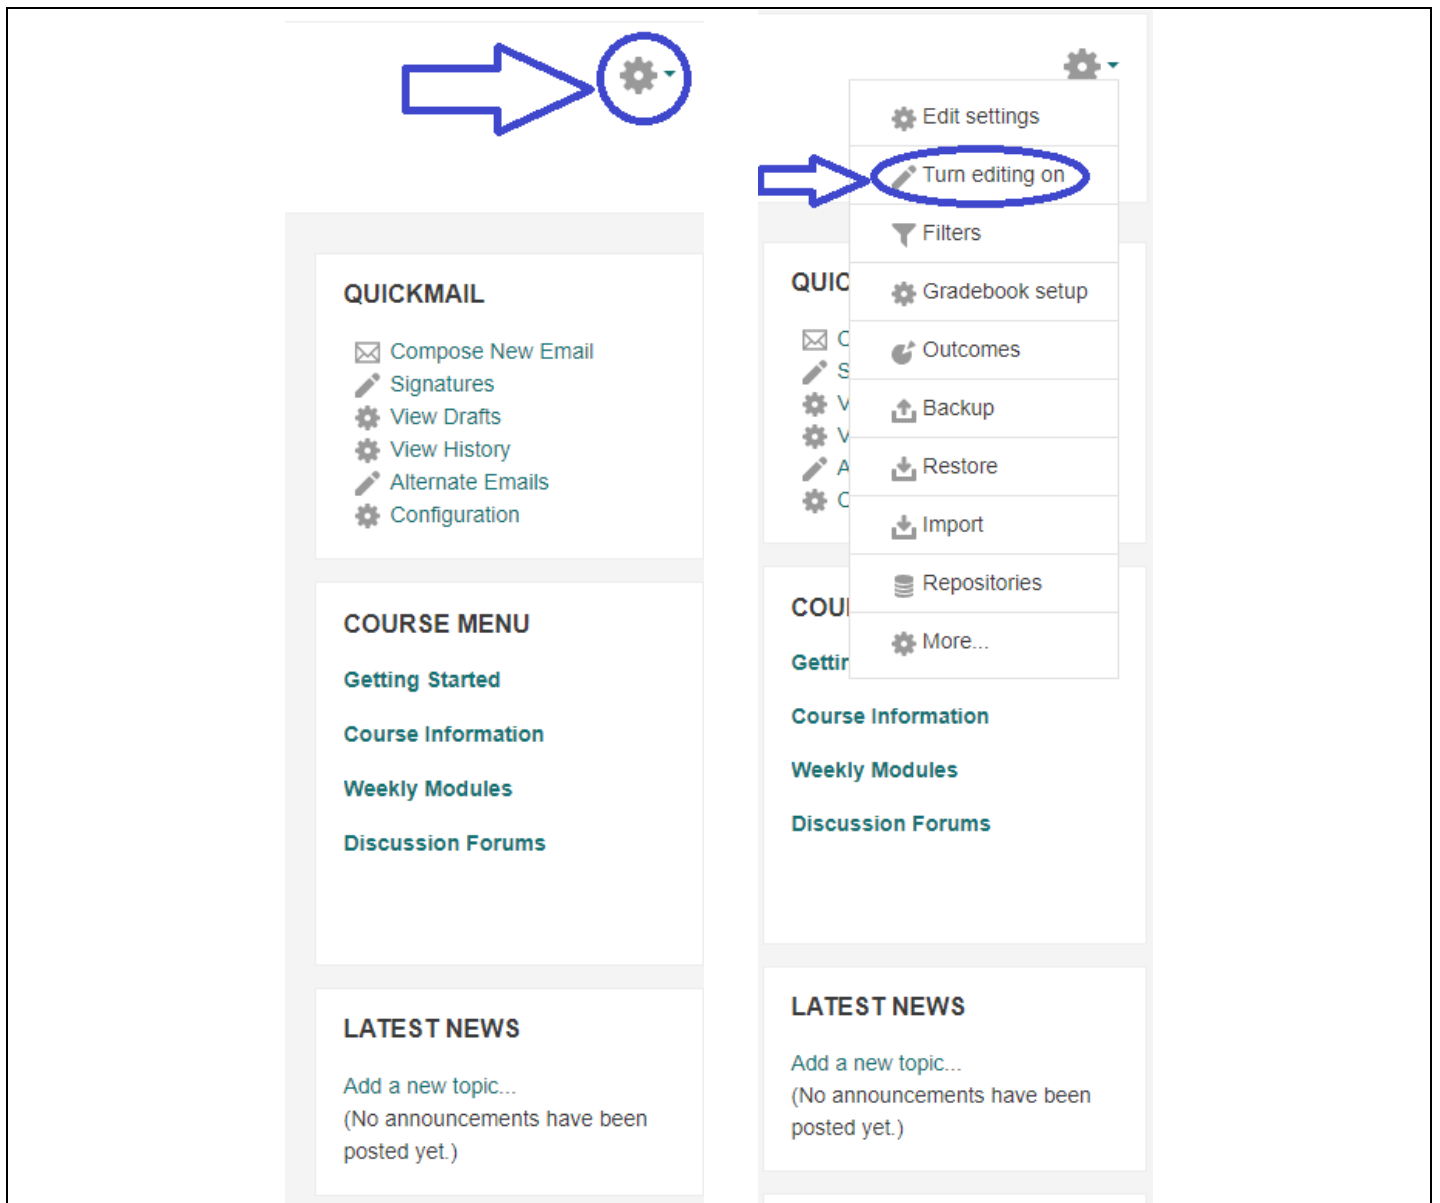 QUICKMAIL
Compose New Email
Signatures
View Drafts
View History
Alternate Emails
Configuration
COURSE MENU
Getting Started
Course Information
Weekly Modules
Discussion Forums
LATEST NEWS
Add a new topic...
(No announcements have been
posted yet.)
Edit settings
Turn editing on
Filters
Gradebook setup
Outcomes
Backup
Restore
Import
Repositories
More...
QUIC
C
S
V
V
A
C
COU
Gettir
Course Information
Weekly Modules
Discussion Forums
LATEST NEWS
Add a new topic...
(No announcements have been
posted yet.)